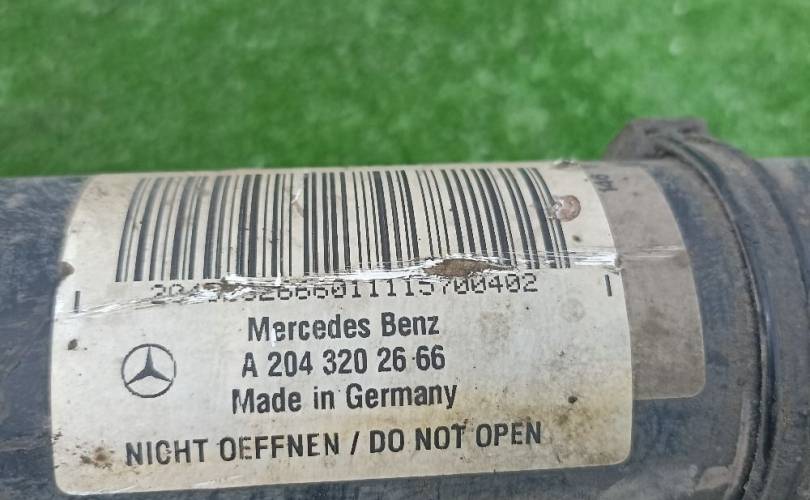 Mercedes Benz
A 204 320 26 66
Made in Germany
NICHT OEFFNEN / DO NOT OPEN